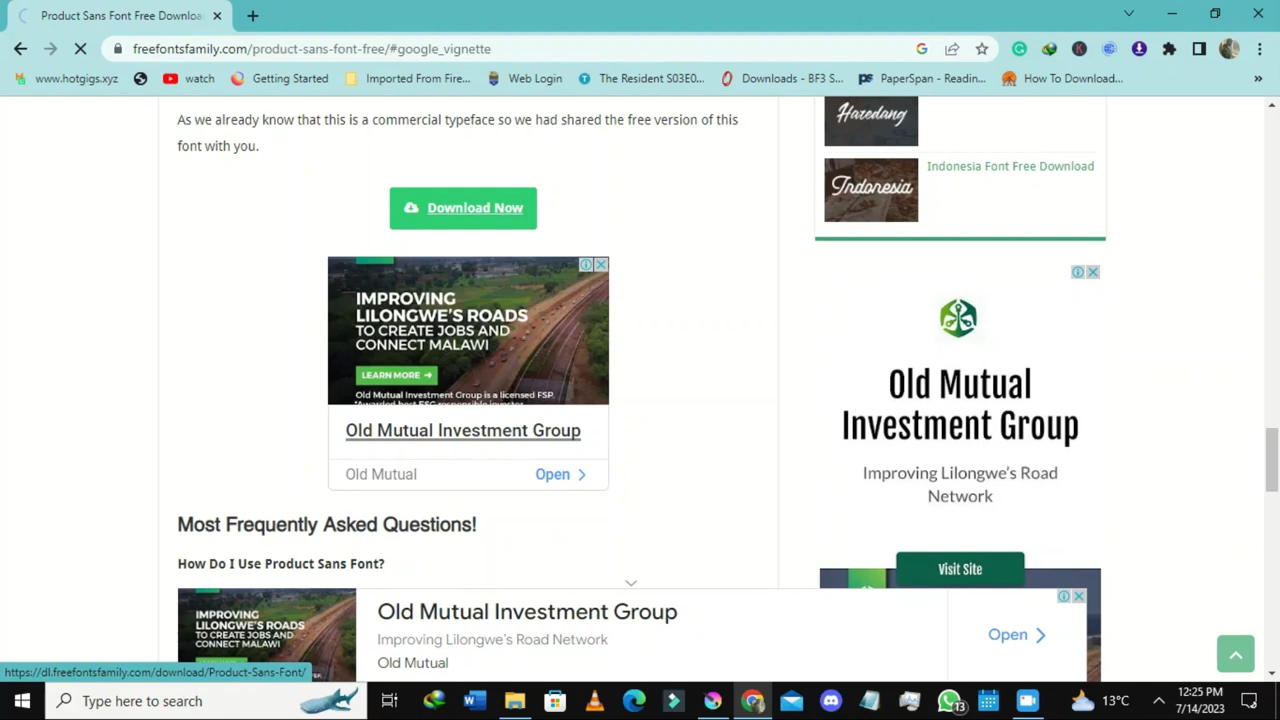 Product Sans Font Free Downloa
freefontsfamily.com/product-sans-font-free/#google_vignette
www.hotgigs.xyz
watch
Getting Started
Imported From Fire...
Web Login
The Resident S03E0...
Downloads - BF3 S...
PaperSpan - Readin...
How To Download...
»
As we already know that this is a commercial typeface so we had shared the free version of this
font with you.
Download Now
IMPROVING
LILONGWE'S ROADS
TO CREATE JOBS AND
CONNECT MALAWI
LEARN MORE →
Old Mutual Investment Group is a licensed FSP.
Old Mutual Investment Group
Old Mutual
Open
Most Frequently Asked Questions!
How Do I Use Product Sans Font?
Haredang
Indonesia
Indonesia Font Free Download
Old Mutual
Investment Group
Improving Lilongwe's Road
Network
Visit Site
IMPROVING
LILONGWE'S ROADS
TO CREATE JOBS AND
CONNECT MALAWI
Old Mutual Investment Group
Improving Lilongwe's Road Network
Old Mutual
Open
https://dl.freefontsfamily.com/download/Product-Sans-Font/
Type here to search
13
13°C
12:25 PM
7/14/2023